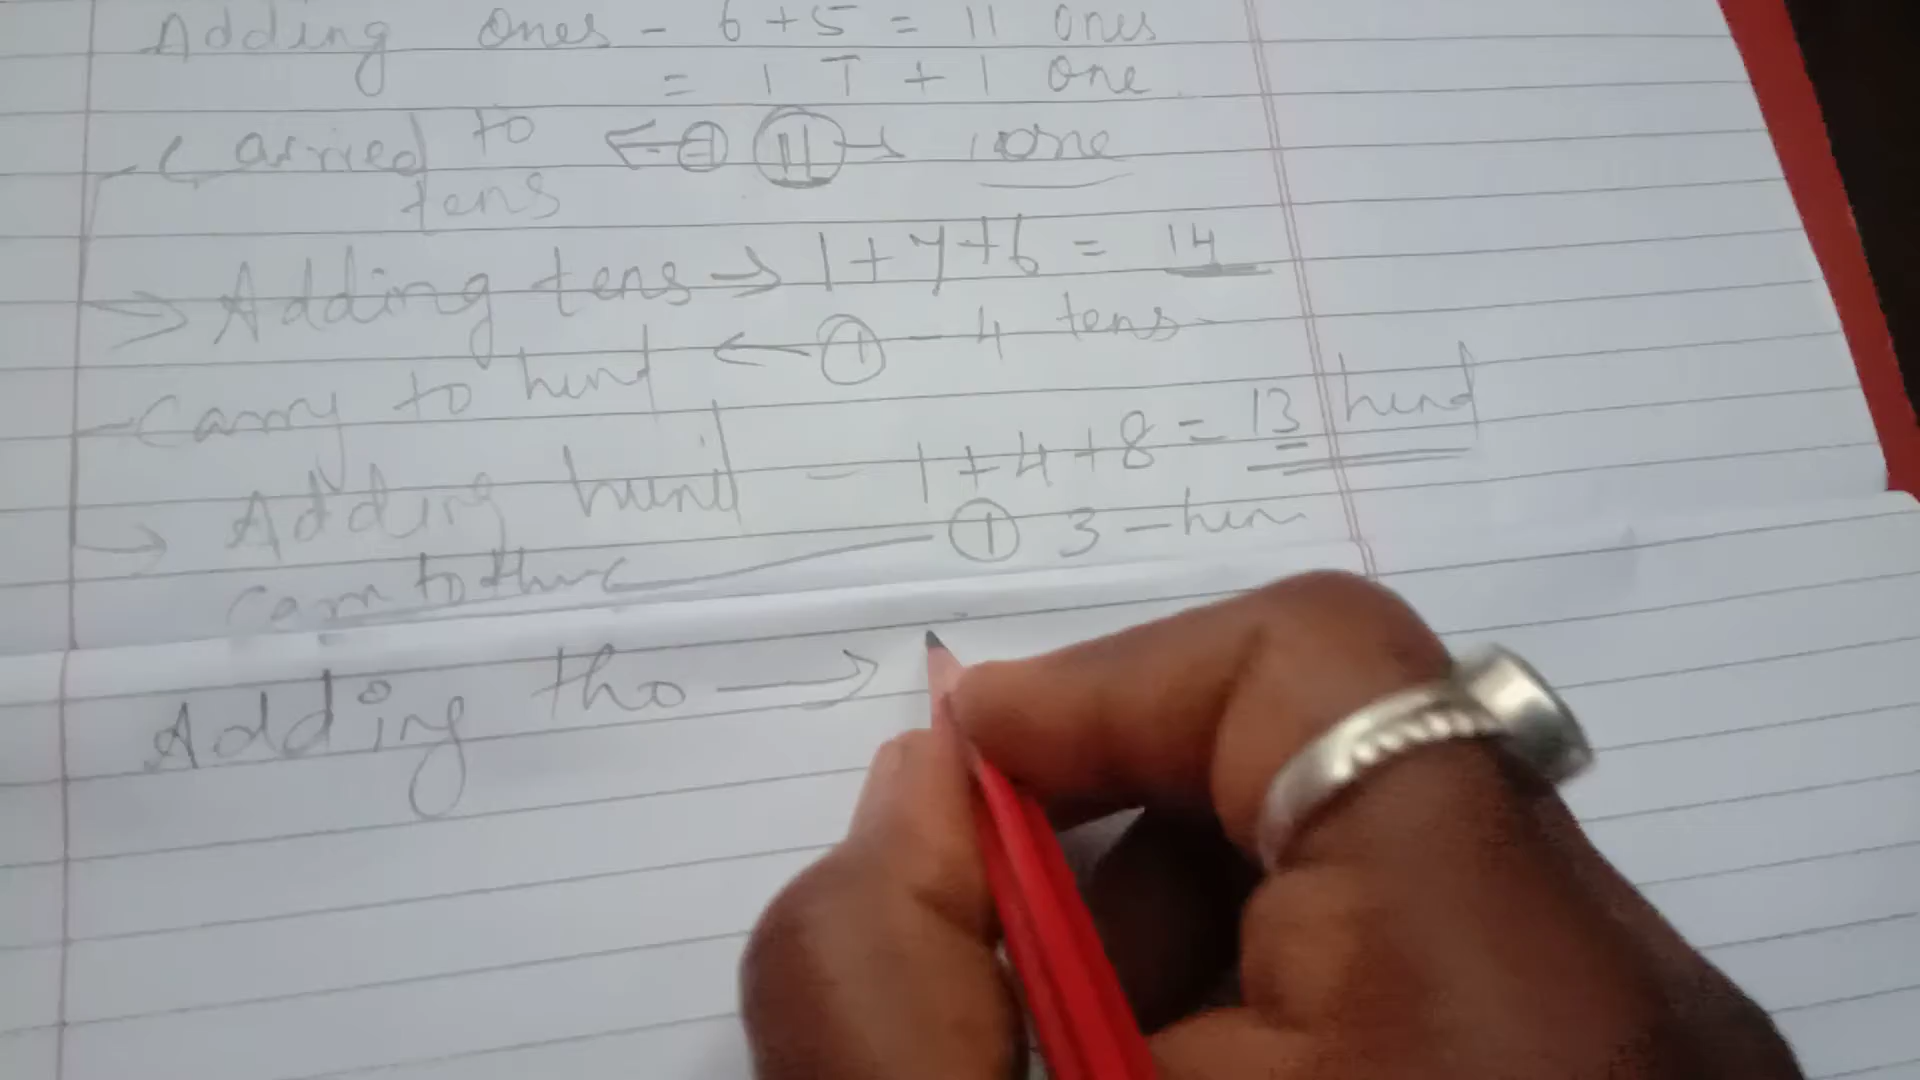 Adding ones - 6 + 5 = 11 ones
= 1 T + 1 one
Carried to ← 1 11 → 1 one
tens
→ Adding tens → 1 + 7 + 6 = 14
Carry to hund ← 1 - 4 tens
→ Adding hund - 1 + 4 + 8 = 13 hund
to 1 3 - hun
Adding tho →